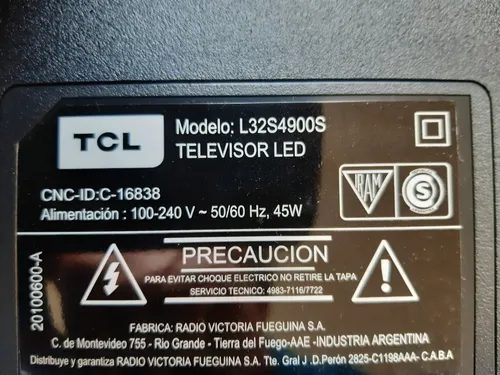 TCL
Modelo: L32S4900S
TELEVISOR LED
CNC-ID:C-16838
Alimentación : 100-240 V ~ 50/60 Hz, 45W
IRAM
S
PRECAUCION
PARA EVITAR CHOQUE ELECTRICO NO RETIRE LA TAPA
SERVICIO TECNICO: 4983-7116/7722
20100600-A
FABRICA: RADIO VICTORIA FUEGUINA S.A.
C. de Montevideo 755 - Rio Grande - Tierra del Fuego-AAE -INDUSTRIA ARGENTINA
Distribuye y garantiza RADIO VICTORIA FUEGUINA S.A. Tte. Gral J .D.Perón 2825-C1198AAA- C.A.B.A